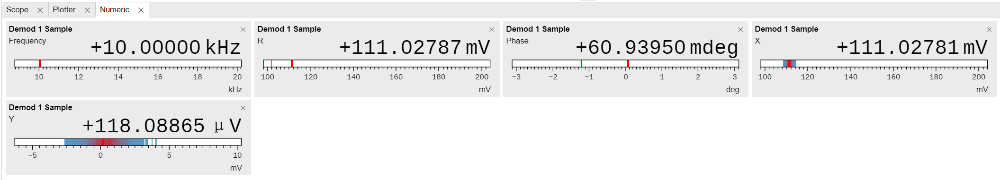 Scope × Plotter × Numeric ×
Demod 1 Sample ×
Frequency
+10.00000 kHz
10 12 14 16 18 20
kHz
Demod 1 Sample ×
R
+111.02787 mV
100 120 140 160 180 200
mV
Demod 1 Sample ×
Phase
+60.93950 mdeg
−3 −2 −1 0 1 2 3
deg
Demod 1 Sample ×
X
+111.02781 mV
100 120 140 160 180 200
mV
Demod 1 Sample ×
Y
+118.08865 μV
−5 0 5 10
mV